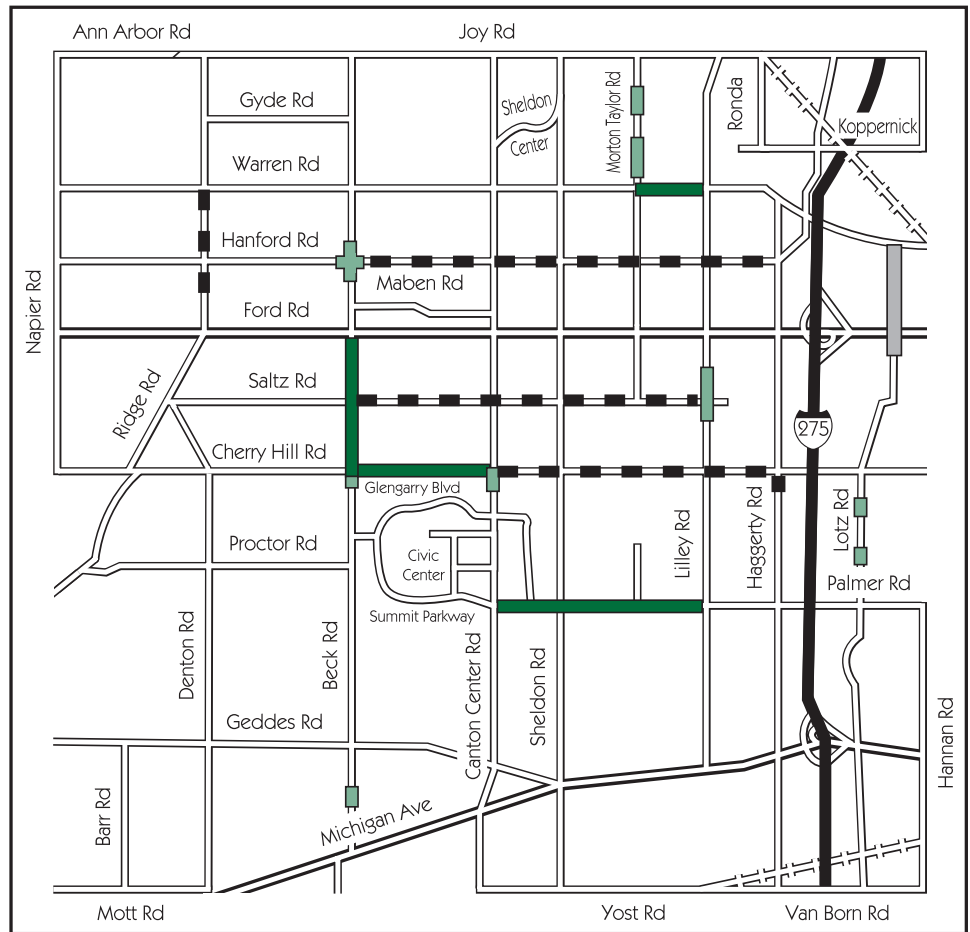 Ann Arbor Rd
Joy Rd
Gyde Rd
Sheldon
Center
Morton Taylor Rd
Ronda
Koppernick
Warren Rd
Hanford Rd
Maben Rd
Napier Rd
Ford Rd
Saltz Rd
Ridge Rd
275
Cherry Hill Rd
Glengarry Blvd
Haggerty Rd
Lotz Rd
Lilley Rd
Proctor Rd
Civic
Center
Palmer Rd
Summit Parkway
Denton Rd
Beck Rd
Canton Center Rd
Sheldon Rd
Geddes Rd
Hannan Rd
Barr Rd
Michigan Ave
Mott Rd
Yost Rd
Van Born Rd